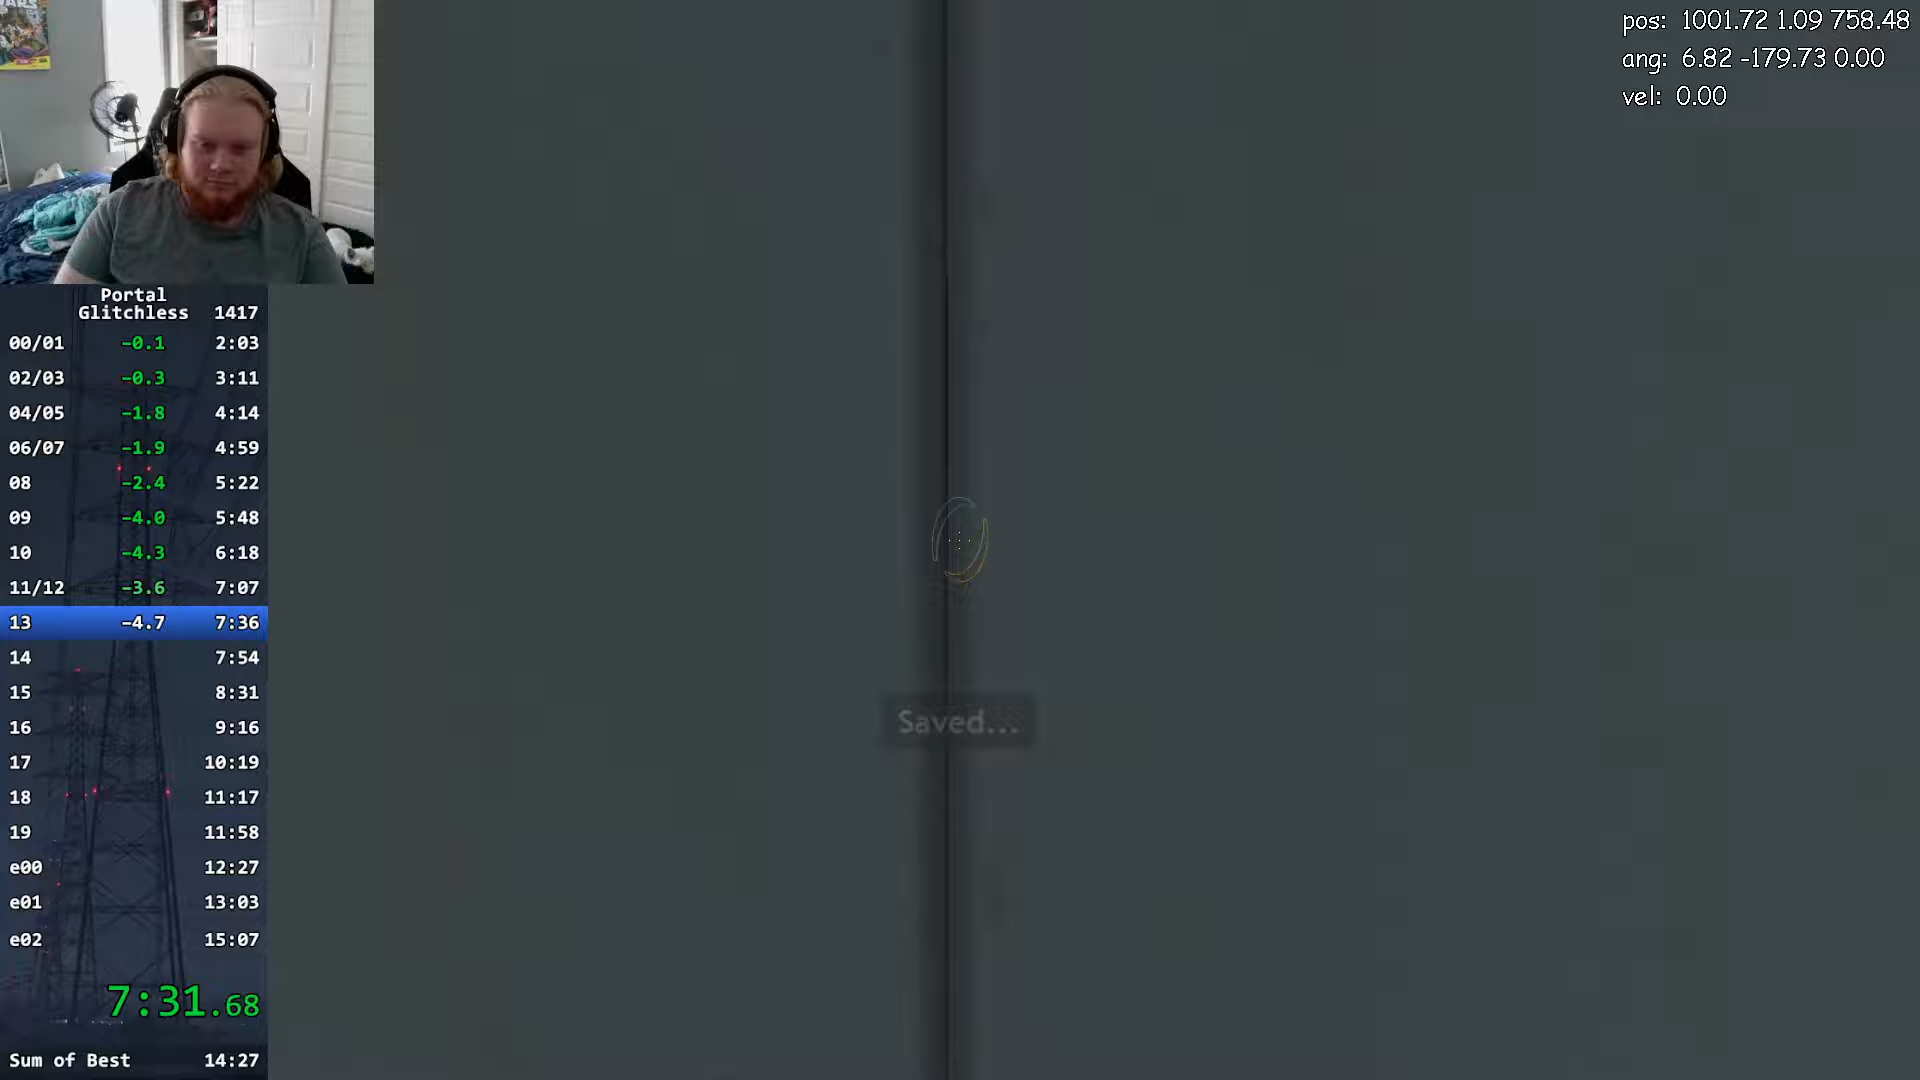 WARS
pos: 1001.72 1.09 758.48
ang: 6.82 -179.73 0.00
vel: 0.00
Portal
Glitchless 1417
00/01 -0.1 2:03
02/03 -0.3 3:11
04/05 -1.8 4:14
06/07 -1.9 4:59
08 -2.4 5:22
09 -4.0 5:48
10 -4.3 6:18
11/12 -3.6 7:07
13 -4.7 7:36
14 7:54
15 8:31
16 9:16
17 10:19
18 11:17
19 11:58
e00 12:27
e01 13:03
e02 15:07
7:31.68
Sum of Best 14:27
Saved...